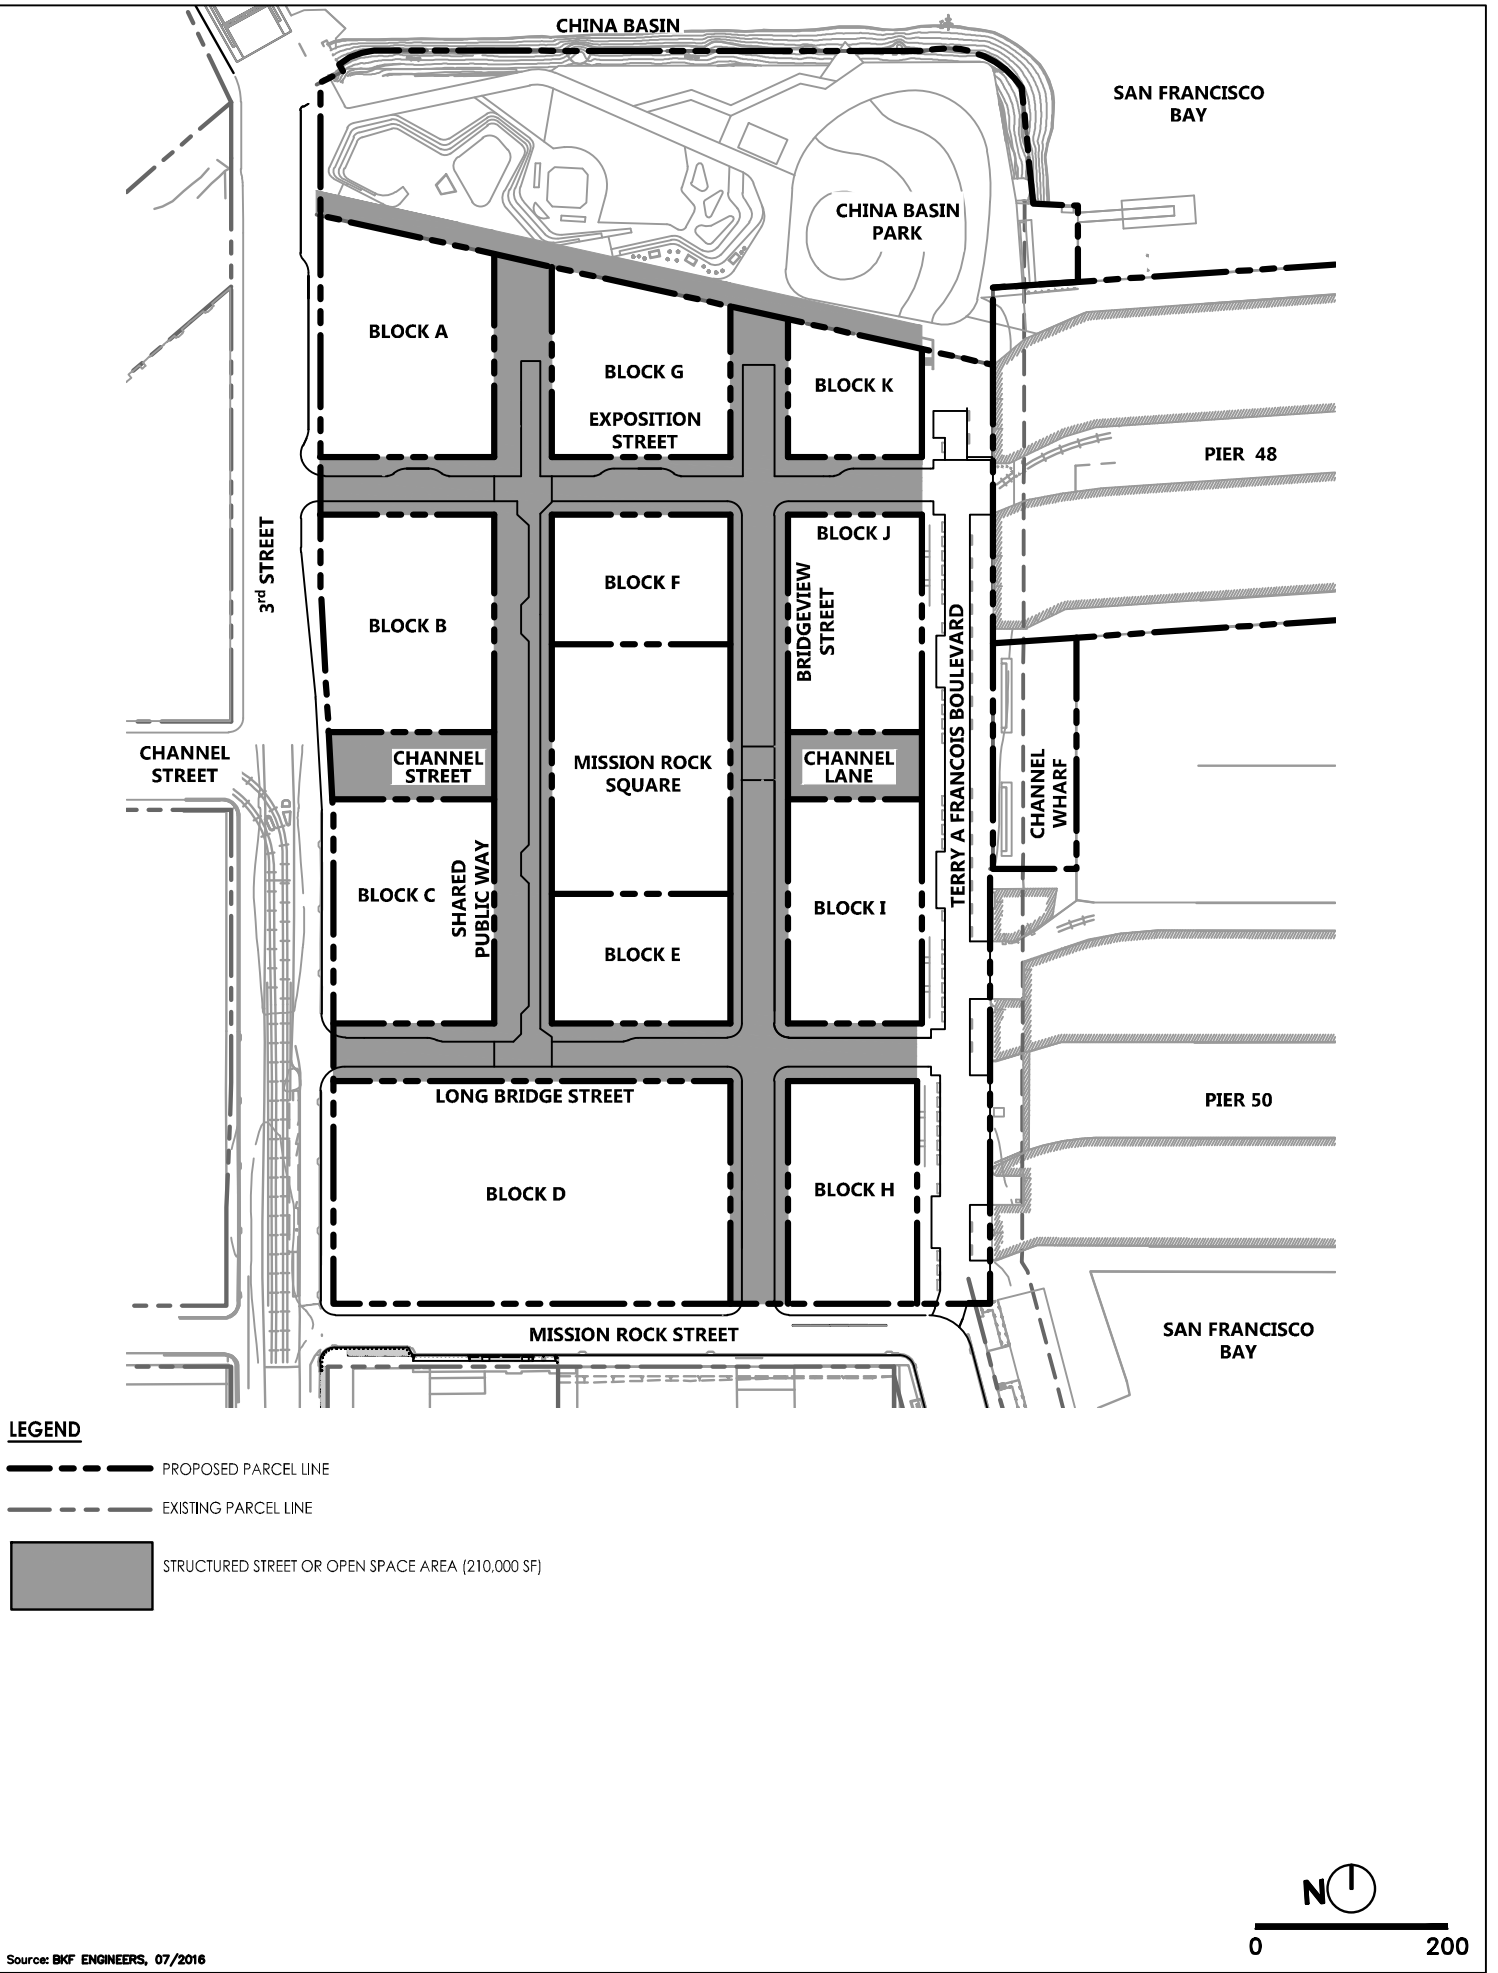 CHINA BASIN
SAN FRANCISCO
BAY
CHINA BASIN
PARK
BLOCK A
BLOCK G
BLOCK K
EXPOSITION
STREET
PIER 48
3rd STREET
BLOCK J
BLOCK F
BLOCK B
BRIDGEVIEW
STREET
TERRY A FRANCOIS BOULEVARD
CHANNEL
STREET
CHANNEL
STREET
MISSION ROCK
SQUARE
CHANNEL
LANE
CHANNEL
WHARF
BLOCK C
SHARED
PUBLIC WAY
BLOCK I
BLOCK E
LONG BRIDGE STREET
PIER 50
BLOCK D
BLOCK H
MISSION ROCK STREET
SAN FRANCISCO
BAY
LEGEND
PROPOSED PARCEL LINE
EXISTING PARCEL LINE
STRUCTURED STREET OR OPEN SPACE AREA (210,000 SF)
N
0 200
Source: BKF ENGINEERS, 07/2016